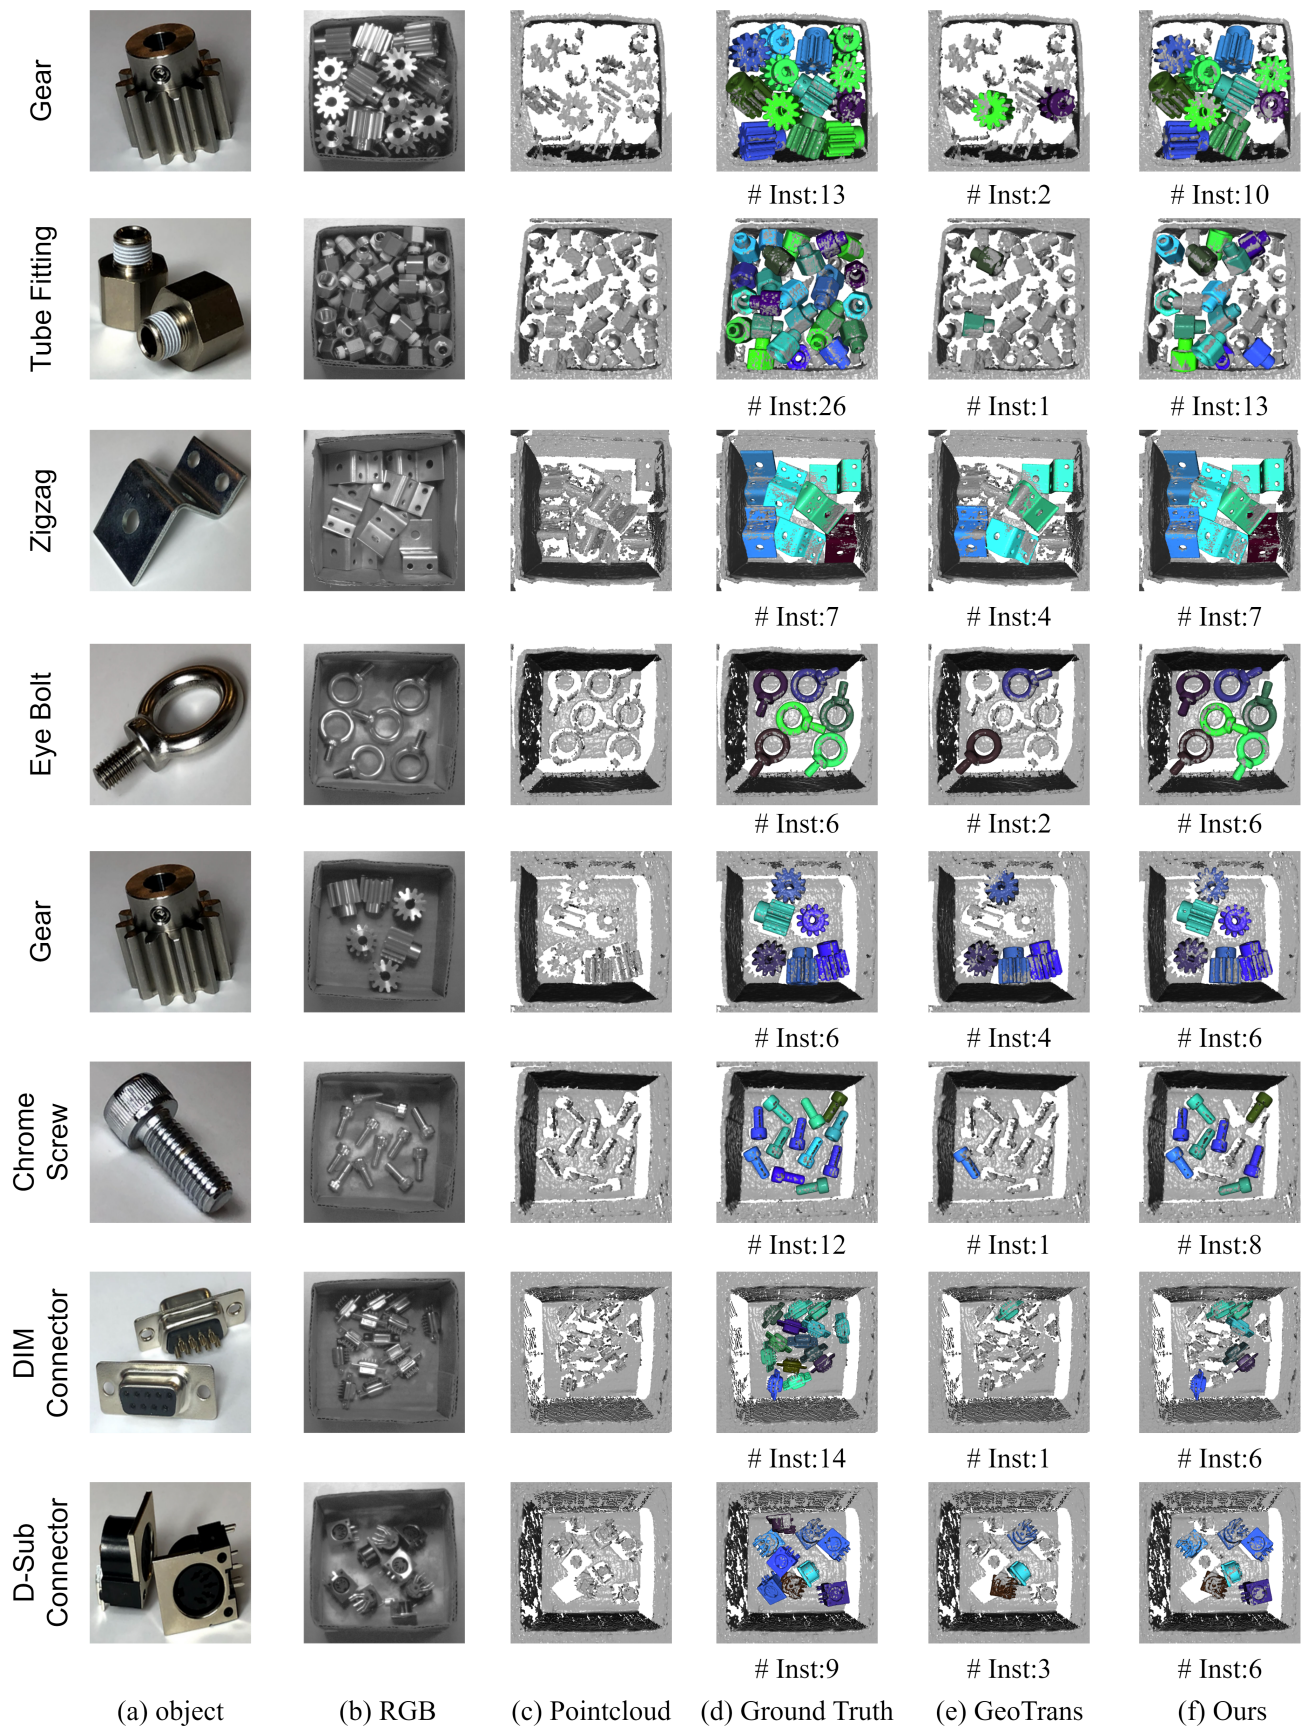 Gear
# Inst:13
# Inst:2
# Inst:10
Tube Fitting
# Inst:26
# Inst:1
# Inst:13
Zigzag
# Inst:7
# Inst:4
# Inst:7
Eye Bolt
# Inst:6
# Inst:2
# Inst:6
Gear
# Inst:6
# Inst:4
# Inst:6
Chrome
Screw
# Inst:12
# Inst:1
# Inst:8
DIM
Connector
# Inst:14
# Inst:1
# Inst:6
D-Sub
Connector
# Inst:9
# Inst:3
# Inst:6
(a) object
(b) RGB
(c) Pointcloud
(d) Ground Truth
(e) GeoTrans
(f) Ours